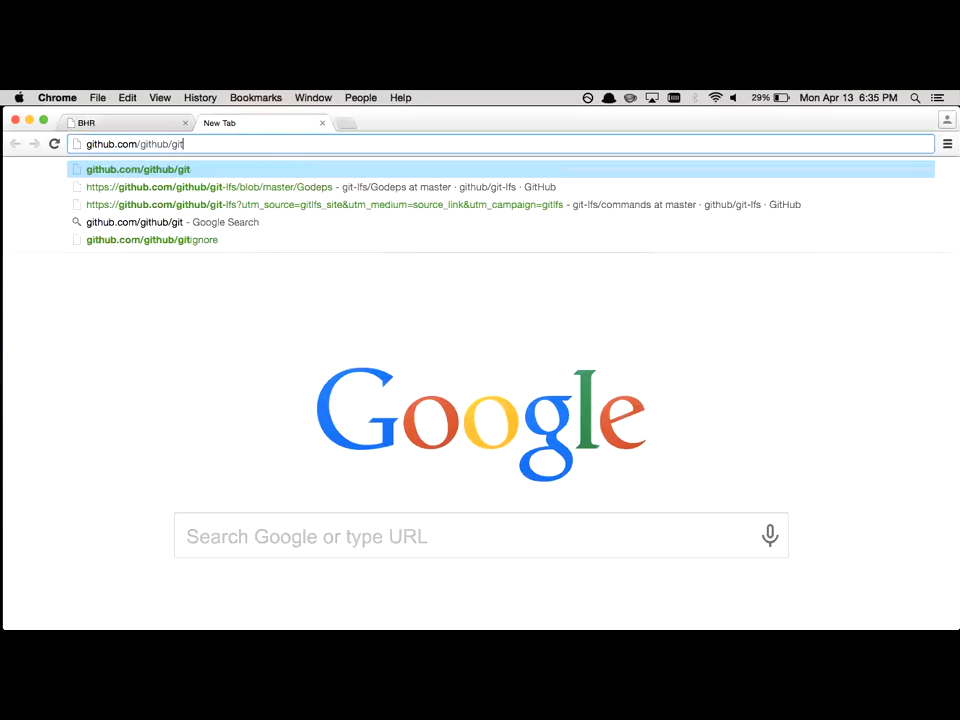 Chrome File Edit View History Bookmarks Window People Help 29% Mon Apr 13 6:35 PM
BHR New Tab
github.com/github/git
github.com/github/git
https://github.com/github/git-lfs/blob/master/Godeps - git-lfs/Godeps at master · github/git-lfs · GitHub
https://github.com/github/git-lfs?utm_source=gitlfs_site&utm_medium=source_link&utm_campaign=gitlfs - git-lfs/commands at master · github/git-lfs · GitHub
github.com/github/git - Google Search
github.com/github/gitignore
Google
Search Google or type URL